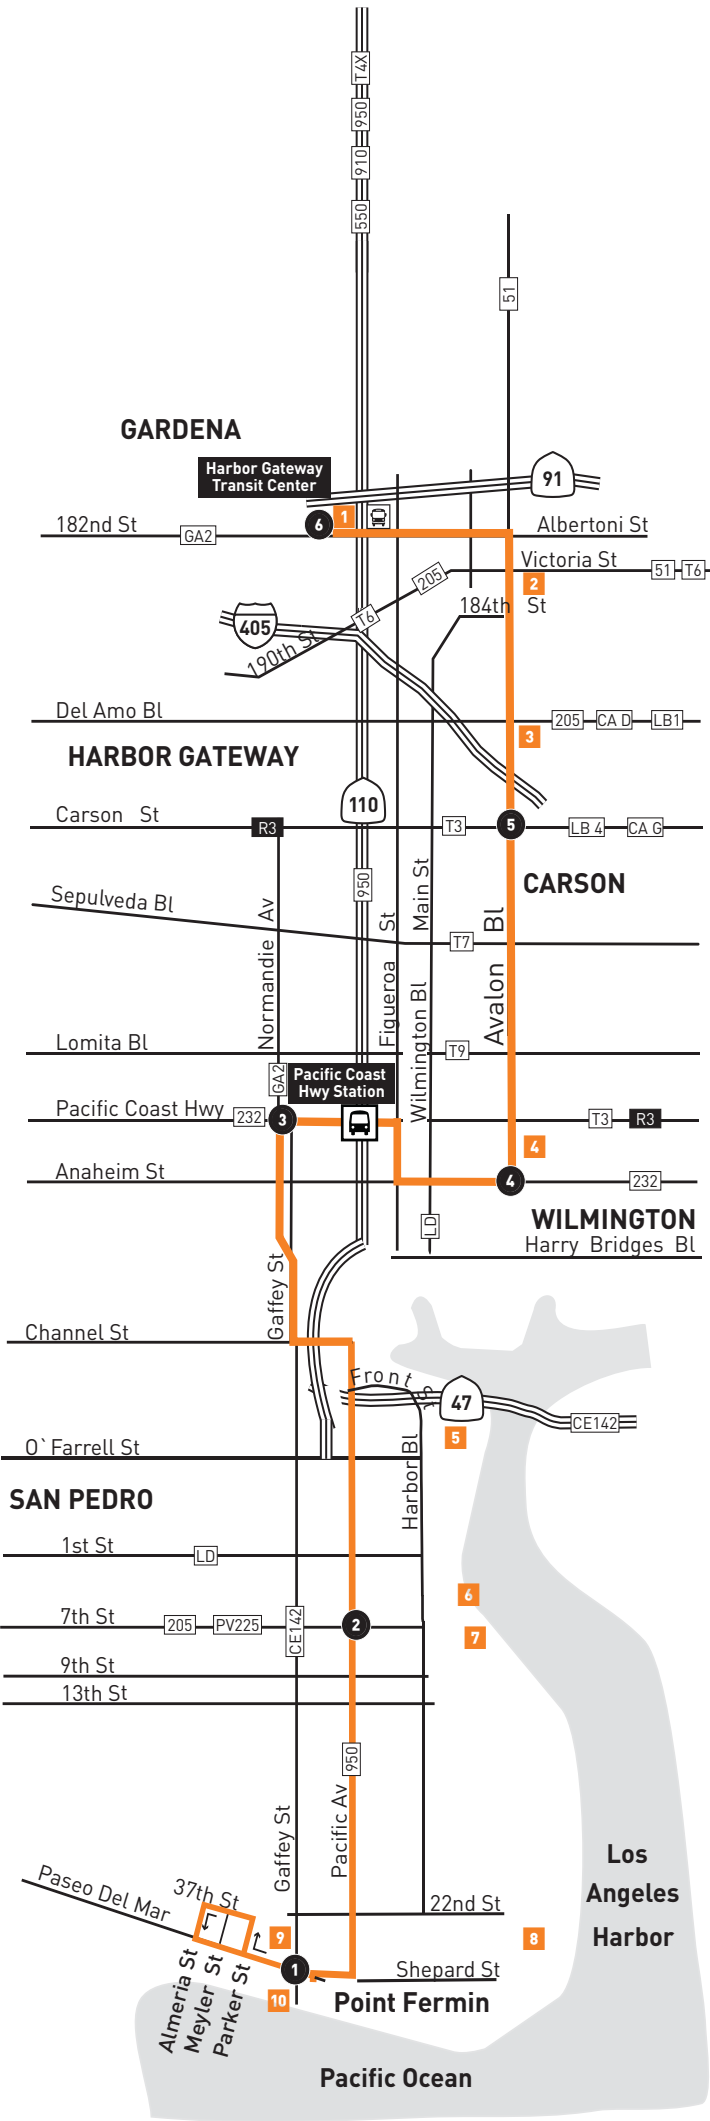 T4X
950
910
550
51
GARDENA
Harbor Gateway
Transit Center
91
6
1
182nd St
GA2
Albertoni St
Victoria St
51
T6
205
2
184th St
T6
405
190th St
Del Amo Bl
205
CA D
LB1
3
HARBOR GATEWAY
110
Carson St
R3
T3
5
LB 4
CA G
CARSON
950
Main St
Sepulveda Bl
Normandie Av
Figueroa St
Avalon Bl
T7
Wilmington Bl
Lomita Bl
T9
GA2
Pacific Coast
Hwy Station
Pacific Coast Hwy
232
3
T3
R3
4
Anaheim St
4
232
WILMINGTON
LD
Harry Bridges Bl
Gaffey St
Channel St
Front St
47
CE142
5
O`Farrell St
Harbor Bl
SAN PEDRO
1st St
LD
6
7th St
205
PV225
CE142
2
7
9th St
13th St
950
Pacific Av
Gaffey St
Los
Angeles
Harbor
Paseo Del Mar
37th St
22nd St
9
8
Almeria St
Meyler St
Parker St
1
Shepard St
10
Point Fermin
Pacific Ocean